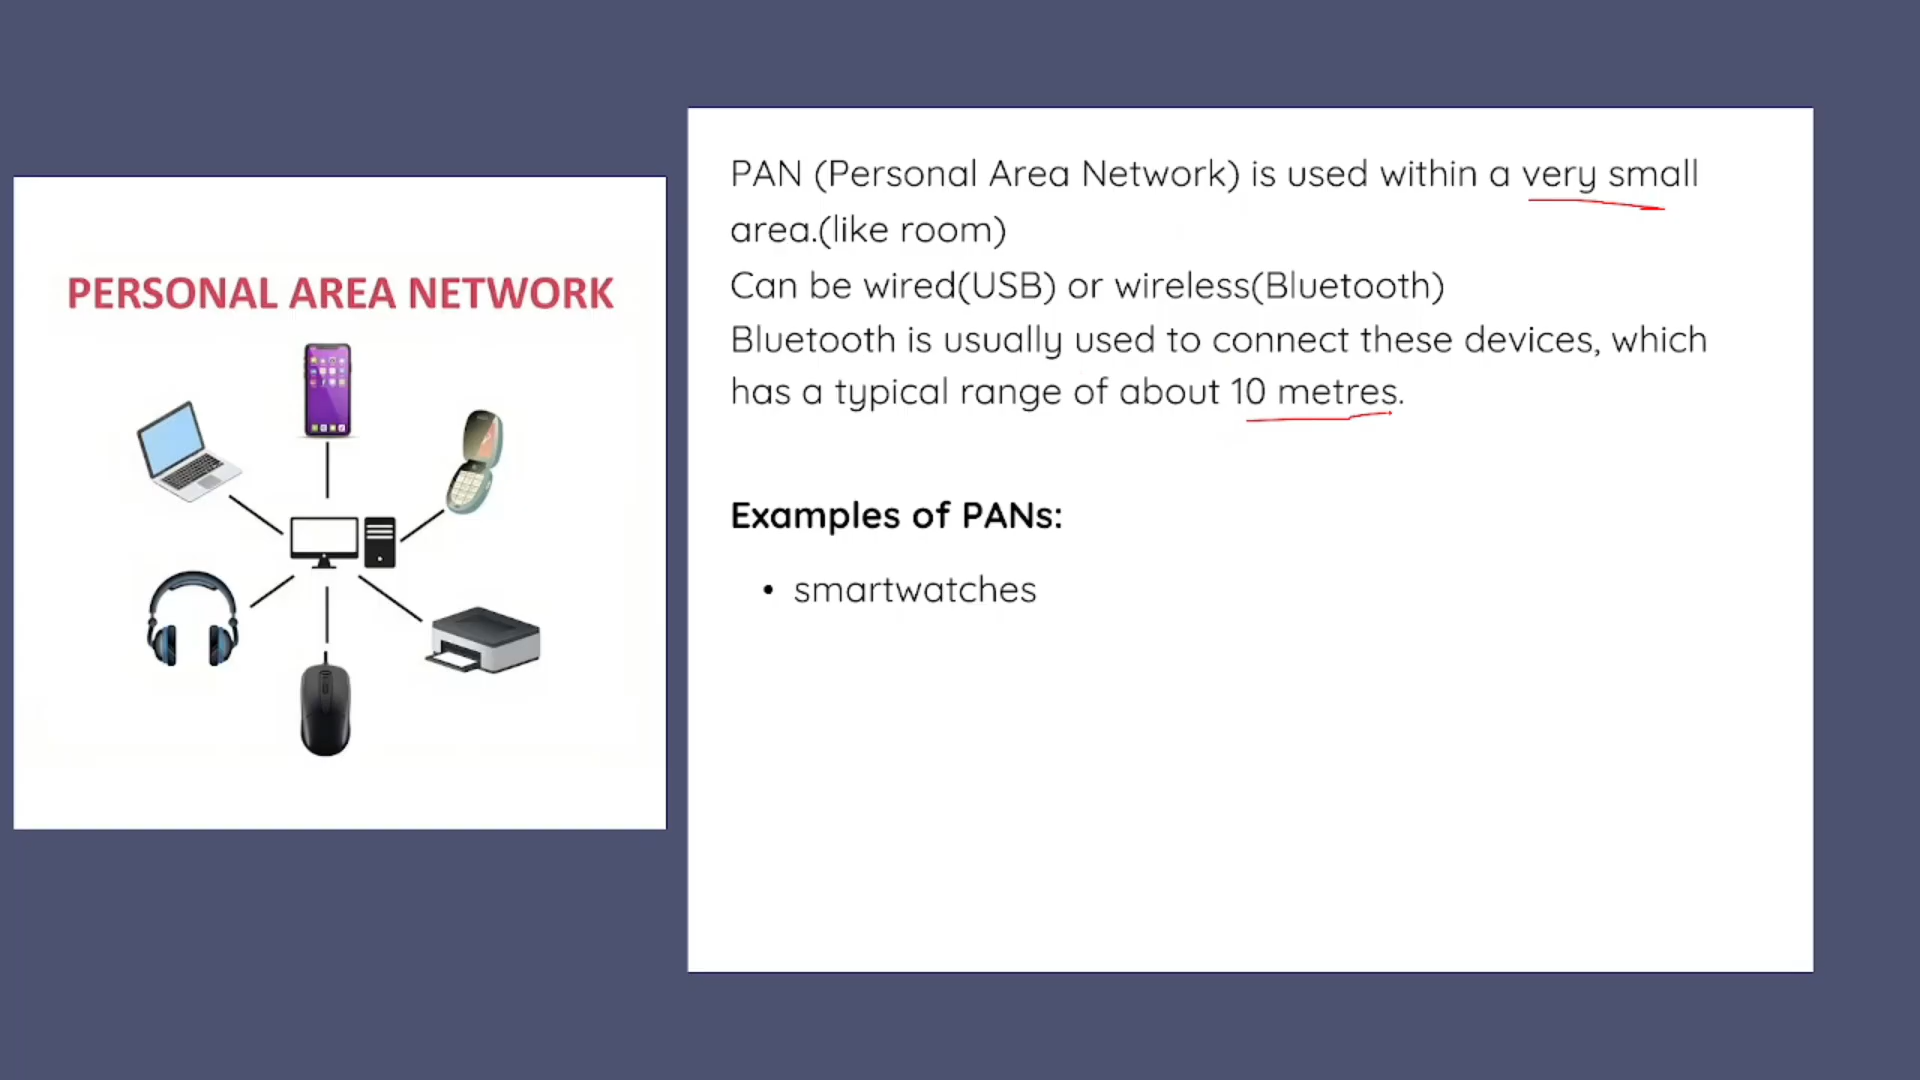 PERSONAL AREA NETWORK
PAN (Personal Area Network) is used within a very small
area.(like room)
Can be wired(USB) or wireless(Bluetooth)
Bluetooth is usually used to connect these devices, which
has a typical range of about 10 metres.
Examples of PANs:
• smartwatches